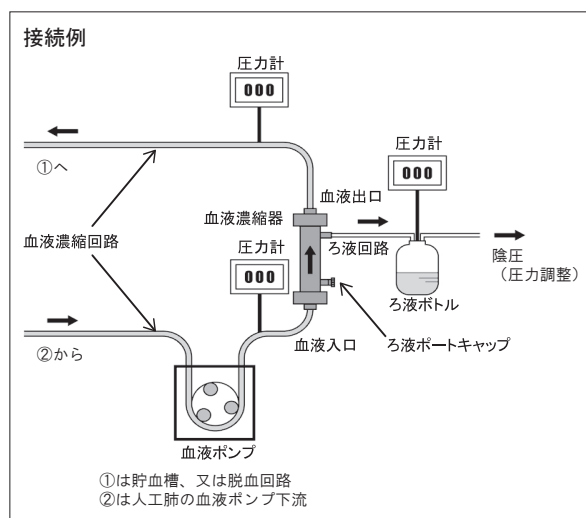 接続例
圧力計
000
圧力計
000
①へ
血液出口
血液濃縮器
ろ液回路
血液濃縮回路
圧力計
000
陰圧
(圧力調整)
ろ液ボトル
②から
血液入口
ろ液ポートキャップ
血液ポンプ
①は貯血槽、又は脱血回路
②は人工肺の血液ポンプ下流